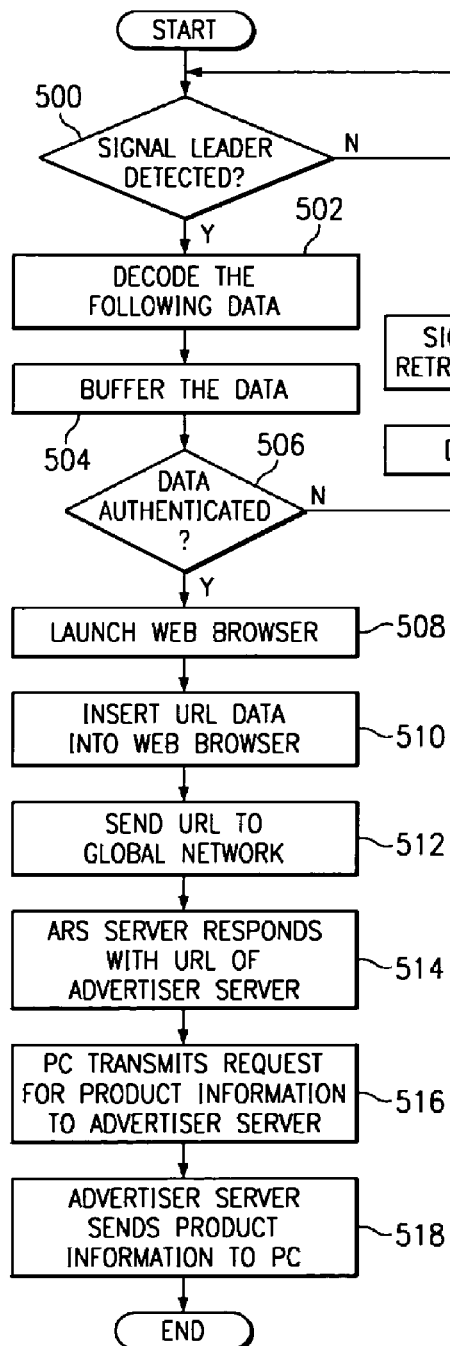 START
500
SIGNAL LEADER
DETECTED?
N
Y
502
DECODE THE
FOLLOWING DATA
BUFFER THE DATA
504
506
DATA
AUTHENTICATED
?
N
Y
LAUNCH WEB BROWSER
508
INSERT URL DATA
INTO WEB BROWSER
510
SEND URL TO
GLOBAL NETWORK
512
ARS SERVER RESPONDS
WITH URL OF
ADVERTISER SERVER
514
PC TRANSMITS REQUEST
FOR PRODUCT INFORMATION
TO ADVERTISER SERVER
516
ADVERTISER SERVER
SENDS PRODUCT
INFORMATION TO PC
518
END